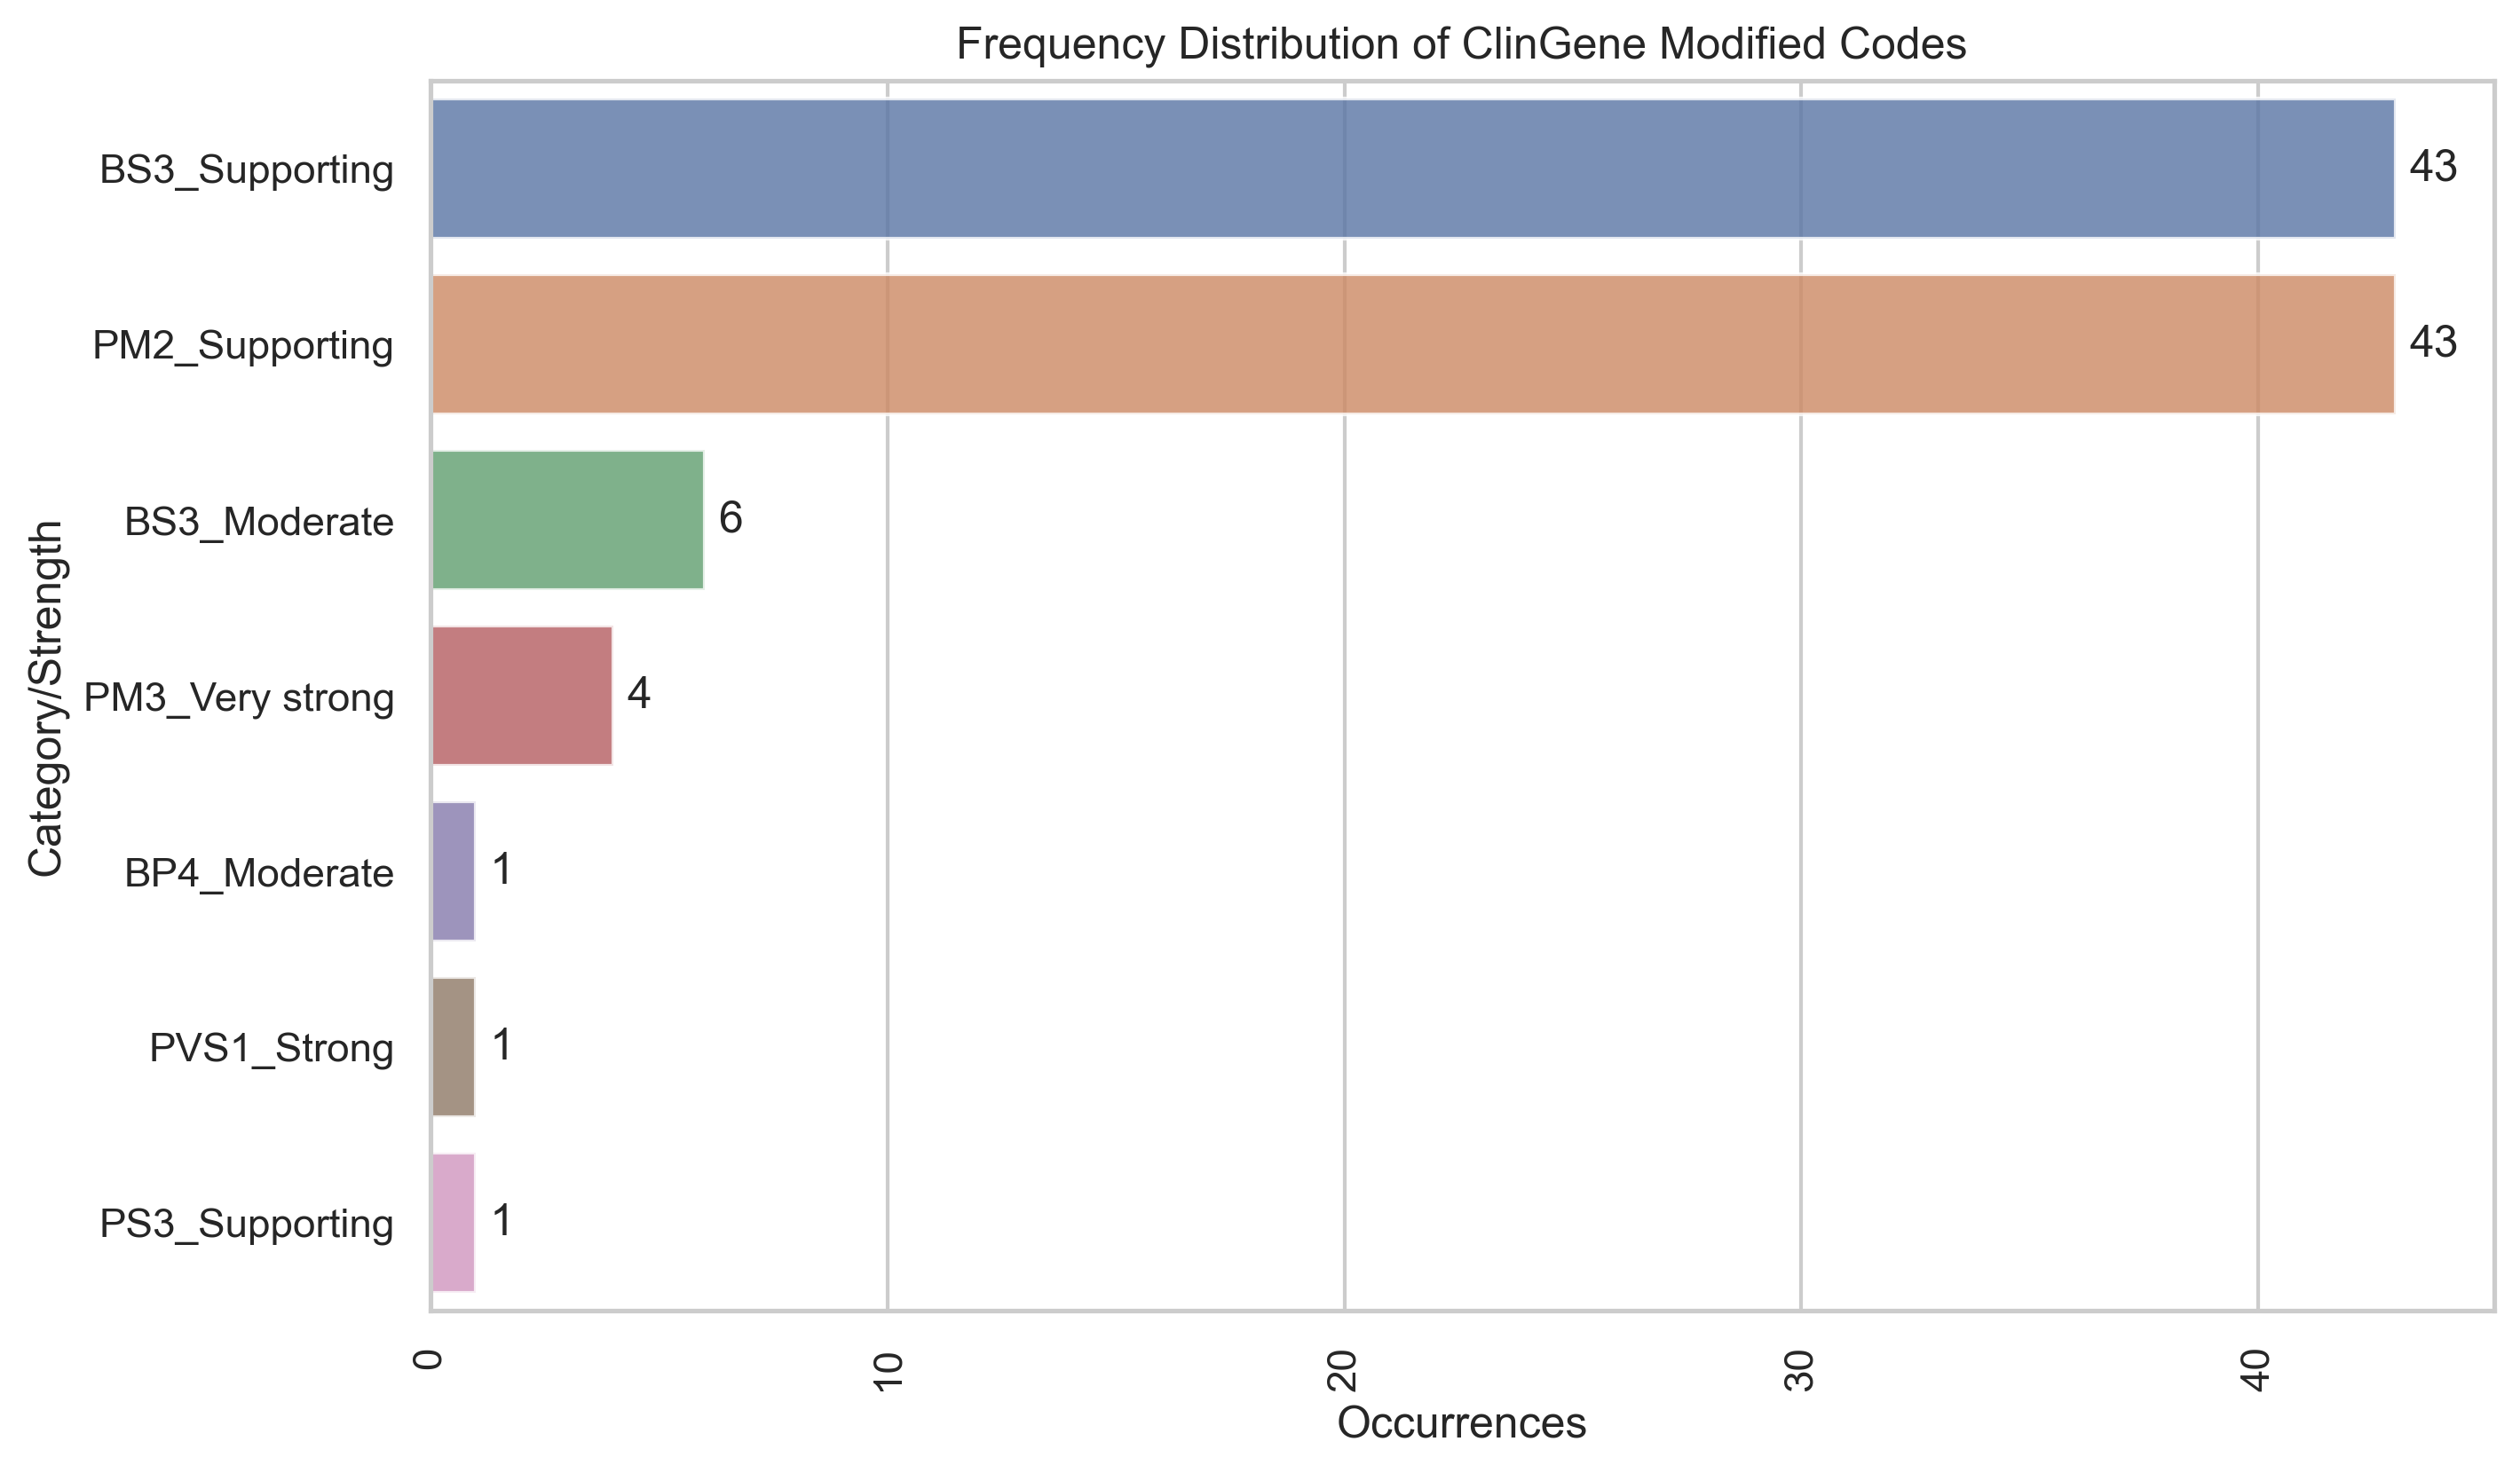 Frequency Distribution of ClinGene Modified Codes
BS3_Supporting
43
PM2_Supporting
43
BS3_Moderate
6
PM3_Very strong
4
BP4_Moderate
1
PVS1_Strong
1
PS3_Supporting
1
Category/Strength
0
10
20
30
40
Occurrences